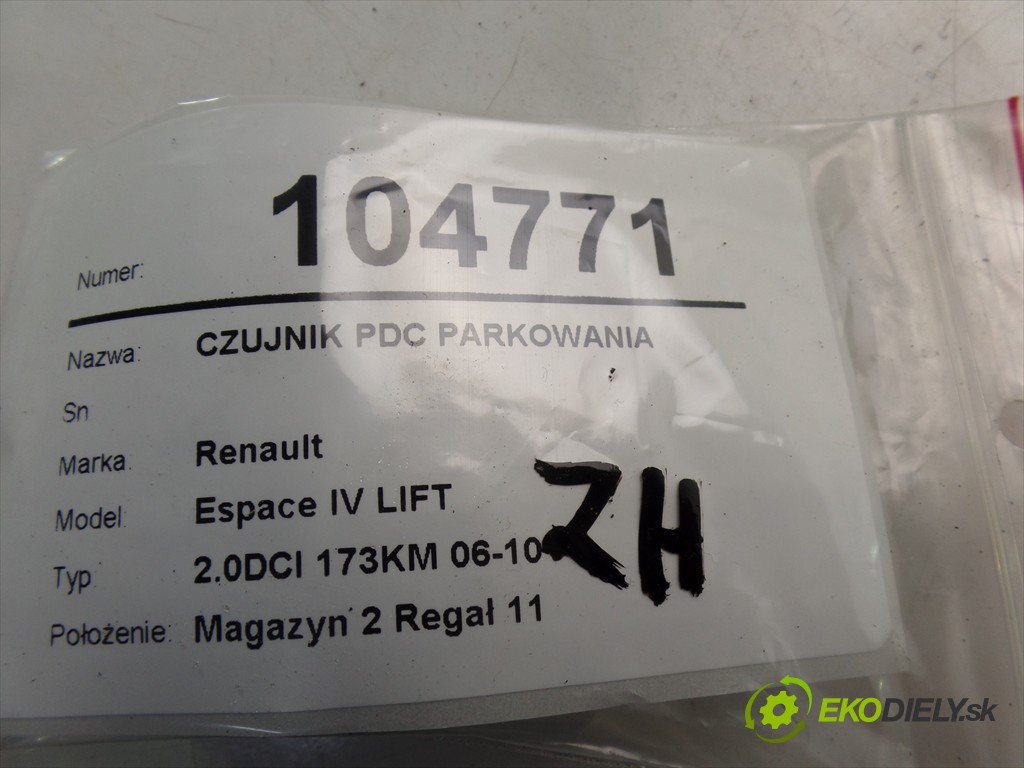 Numer: 104771
Nazwa: CZUJNIK PDC PARKOWANIA
Sn
Marka: Renault
Model: Espace IV LIFT
Typ: 2.0DCI 173KM 06-10
ZH
Położenie: Magazyn 2 Regał 11
EKODIELY.sk